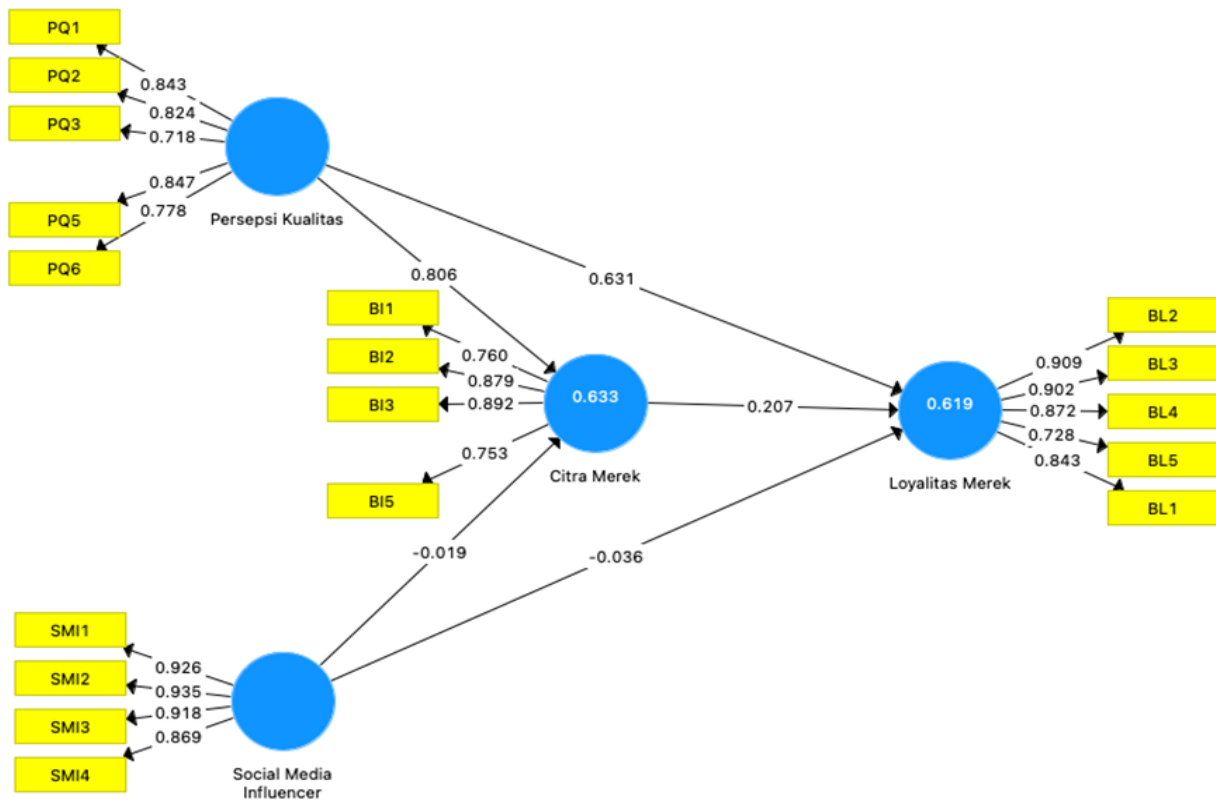 PQ1
PQ2
PQ3
PQ5
PQ6
0.843
0.824
0.718
0.847
0.778
Persepsi Kualitas
0.806
0.631
BI1
BI2
BI3
BI5
0.760
0.879
0.892
0.753
0.633
Citra Merek
0.207
0.619
Loyalitas Merek
0.909
0.902
0.872
0.728
0.843
BL2
BL3
BL4
BL5
BL1
-0.019
-0.036
SMI1
SMI2
SMI3
SMI4
0.926
0.935
0.918
0.869
Social Media
Influencer